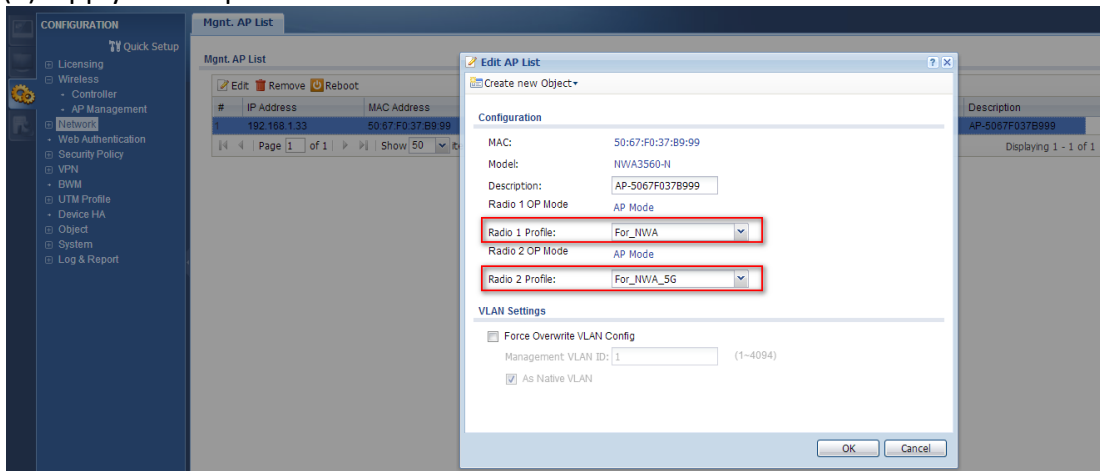 CONFIGURATION
Quick Setup
Licensing
Wireless
Controller
AP Management
Network
Web Authentication
Security Policy
VPN
BWM
UTM Profile
Device HA
Object
System
Log & Report
Mgnt. AP List
Mgnt. AP List
Edit Remove Reboot
# IP Address MAC Address Description
1 192.168.1.33 50:67:F0:37:B9:99 AP-5067F037B999
Page 1 of 1 Show 50 Displaying 1 - 1 of 1
Edit AP List
Create new Object
Configuration
MAC: 50:67:F0:37:B9:99
Model: NWA3560-N
Description: AP-5067F037B999
Radio 1 OP Mode AP Mode
Radio 1 Profile: For_NWA
Radio 2 OP Mode AP Mode
Radio 2 Profile: For_NWA_5G
VLAN Settings
Force Overwrite VLAN Config
Management VLAN ID: 1 (1~4094)
As Native VLAN
OK Cancel